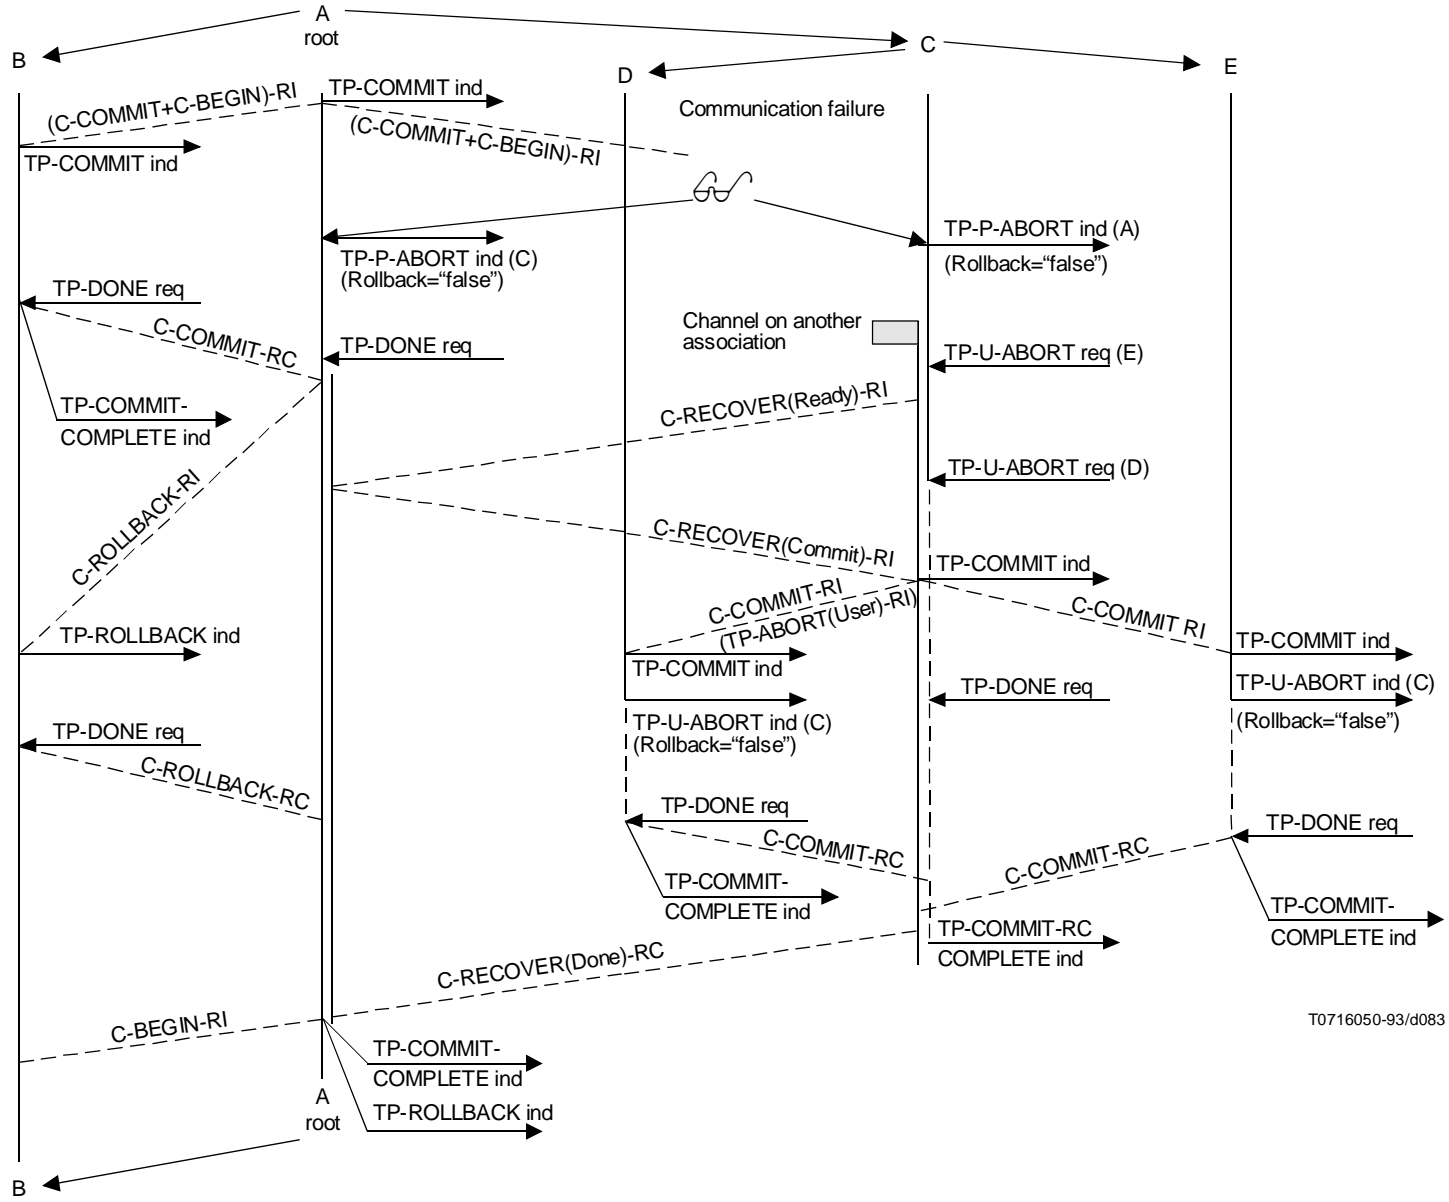 A
root
B
C
D
E
(C-COMMIT+C-BEGIN)-RI
TP-COMMIT ind
Communication failure
(C-COMMIT+C-BEGIN)-RI
TP-COMMIT ind
TP-P-ABORT ind (C)
(Rollback=“false”)
TP-P-ABORT ind (A)
(Rollback=“false”)
TP-DONE req
C-COMMIT-RC
TP-DONE req
Channel on another
association
TP-U-ABORT req (E)
TP-COMMIT-
COMPLETE ind
C-RECOVER(Ready)-RI
TP-U-ABORT req (D)
C-ROLLBACK-RI
C-RECOVER(Commit)-RI
TP-COMMIT ind
C-COMMIT-RI
(TP-ABORT(User)-RI)
C-COMMIT RI
TP-ROLLBACK ind
TP-COMMIT ind
TP-COMMIT ind
TP-DONE req
TP-U-ABORT ind (C)
(Rollback=“false”)
TP-U-ABORT ind (C)
(Rollback=“false”)
TP-DONE req
C-ROLLBACK-RC
TP-DONE req
C-COMMIT-RC
TP-DONE req
C-COMMIT-RC
TP-COMMIT-
COMPLETE ind
TP-COMMIT-
COMPLETE ind
TP-COMMIT-RC
COMPLETE ind
C-RECOVER(Done)-RC
C-BEGIN-RI
T0716050-93/d083
TP-COMMIT-
COMPLETE ind
A
root
TP-ROLLBACK ind
B